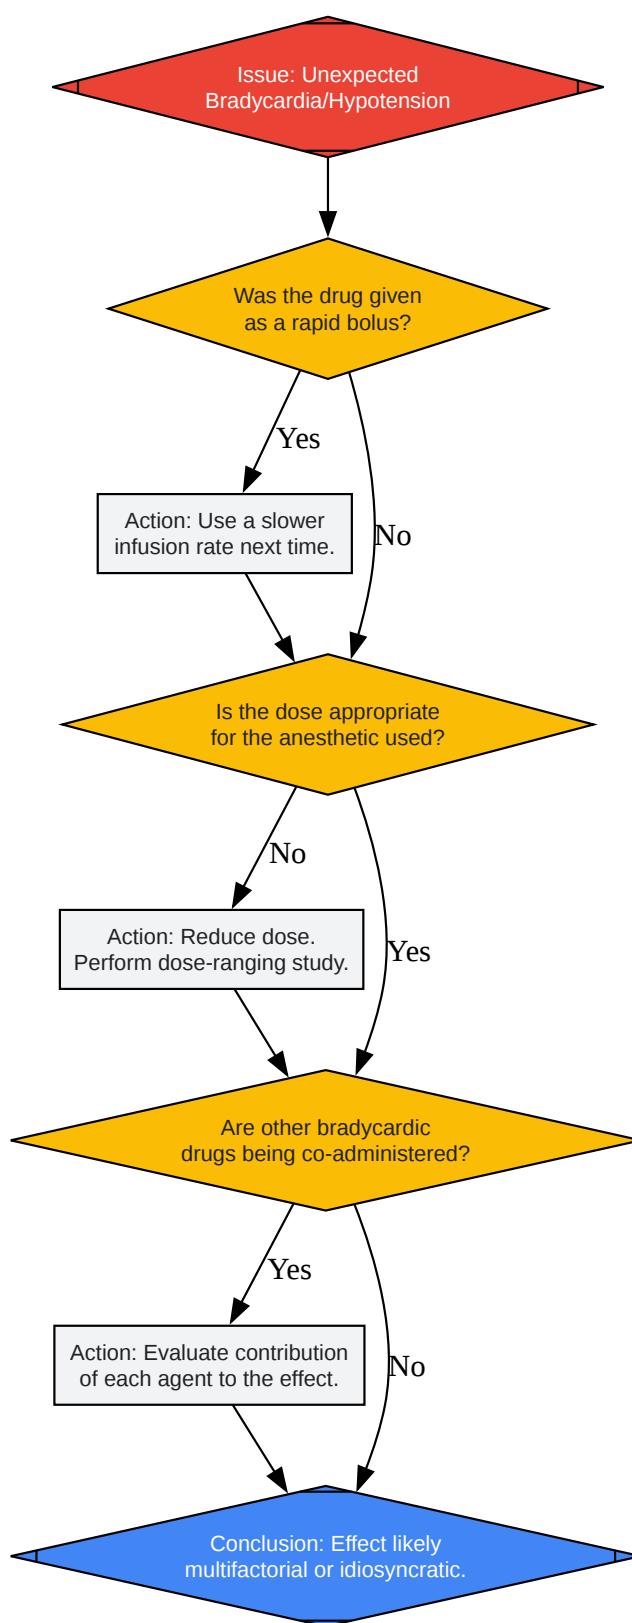 Issue: Unexpected
Bradycardia/Hypotension
Was the drug given
as a rapid bolus?
Yes
Action: Use a slower
infusion rate next time.
No
Is the dose appropriate
for the anesthetic used?
No
Action: Reduce dose.
Perform dose-ranging study.
Yes
Are other bradycardic
drugs being co-administered?
Yes
Action: Evaluate contribution
of each agent to the effect.
No
Conclusion: Effect likely
multifactorial or idiosyncratic.